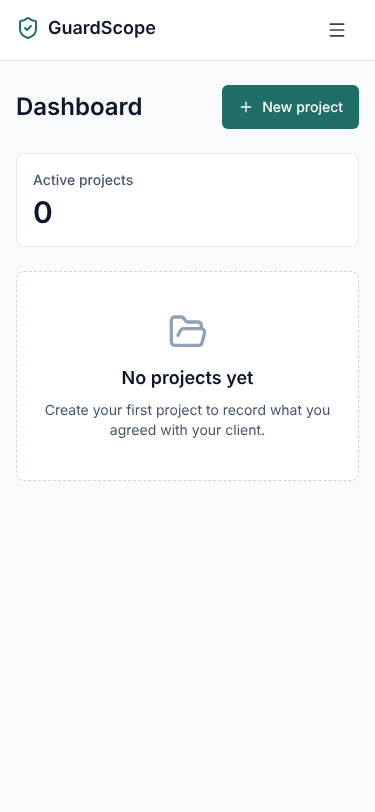 GuardScope
Dashboard
New project
Active projects
0
No projects yet
Create your first project to record what you
agreed with your client.